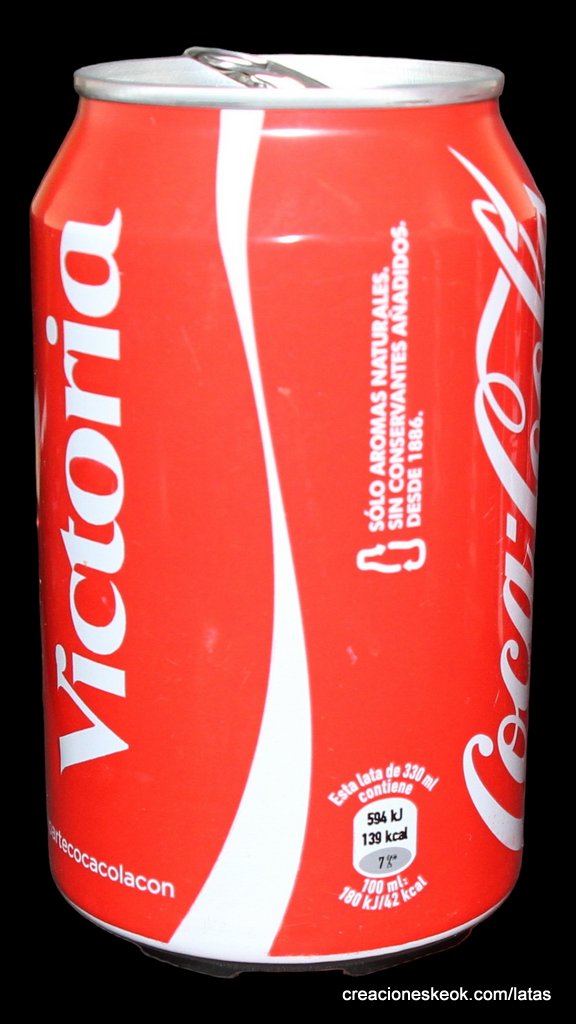 Victoria
artecocacolacon
SÓLO AROMAS NATURALES.
SIN CONSERVANTES AÑADIDOS.
DESDE 1886.
Coca-Cola
Esta lata de 330 ml
contiene
594 kJ
139 kcal
7%
100 ml:
180 kJ/42 kcal
creacioneskeok.com/latas